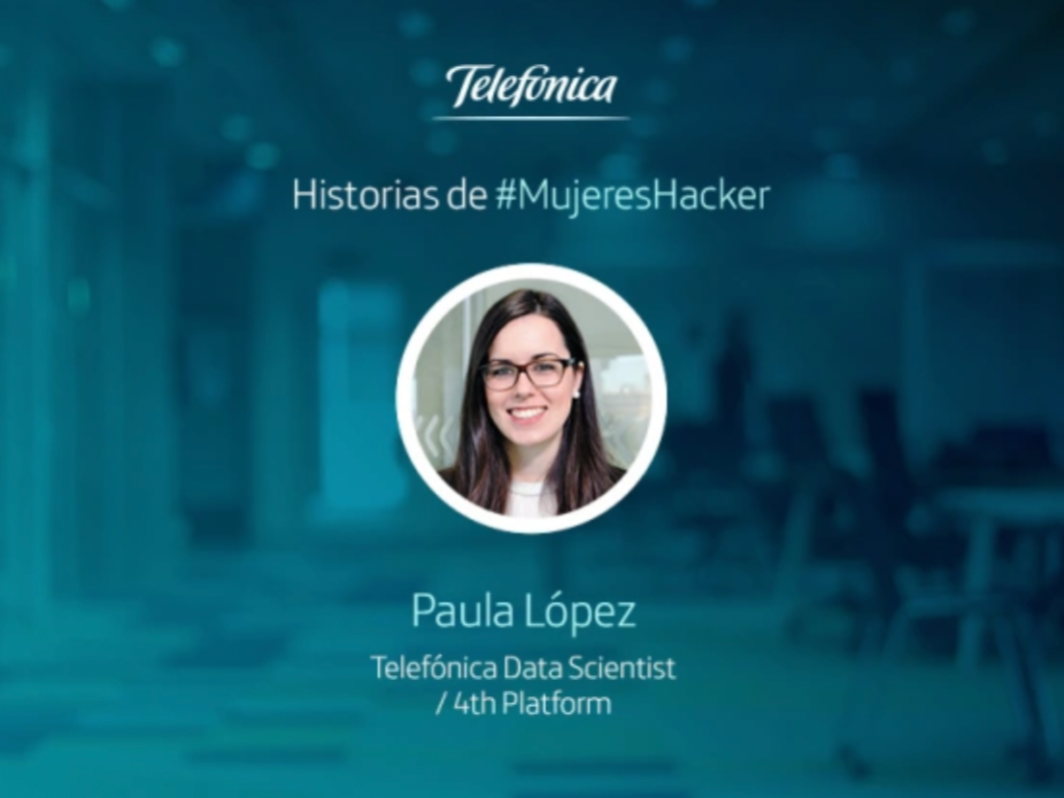 Telefónica
Historias de #MujeresHacker
Paula López
Telefónica Data Scientist
/ 4th Platform